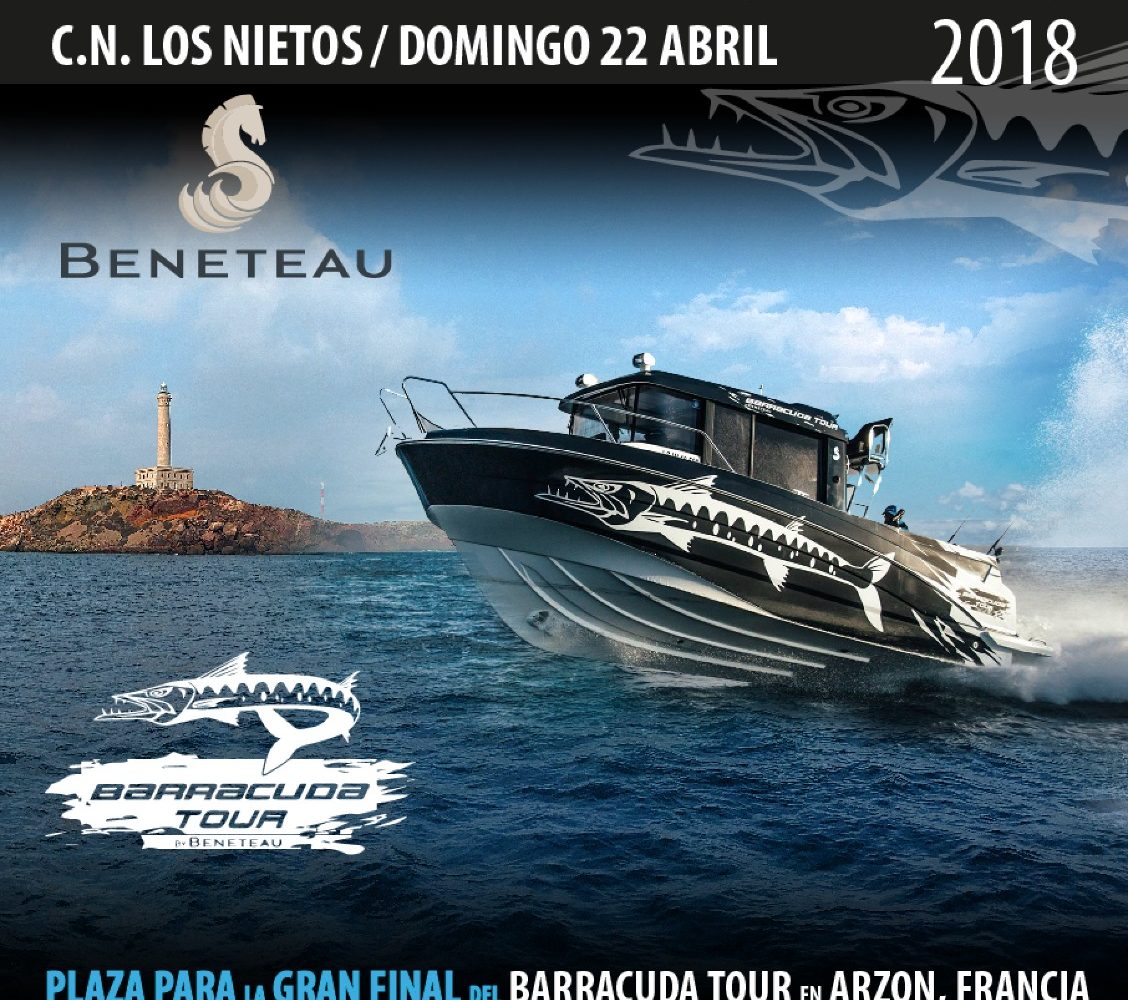 C.N. LOS NIETOS / DOMINGO 22 ABRIL
2018
BENETEAU
BARRACUDA TOUR
BARRACUDA
TOUR
BY BENETEAU
PLAZA PARA LA GRAN FINAL DEL BARRACUDA TOUR EN ARZON, FRANCIA